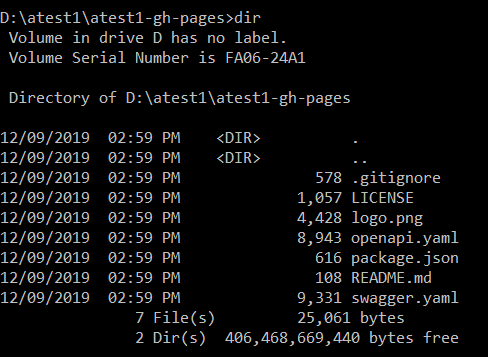 D:\atest1\atest1-gh-pages>dir
Volume in drive D has no label.
Volume Serial Number is FA06-24A1
Directory of D:\atest1\atest1-gh-pages
12/09/2019  02:59 PM    <DIR>          .
12/09/2019  02:59 PM    <DIR>          ..
12/09/2019  02:59 PM               578 .gitignore
12/09/2019  02:59 PM             1,057 LICENSE
12/09/2019  02:59 PM             4,428 logo.png
12/09/2019  02:59 PM             8,943 openapi.yaml
12/09/2019  02:59 PM               616 package.json
12/09/2019  02:59 PM               108 README.md
12/09/2019  02:59 PM             9,331 swagger.yaml
7 File(s)         25,061 bytes
2 Dir(s)  406,468,669,440 bytes free